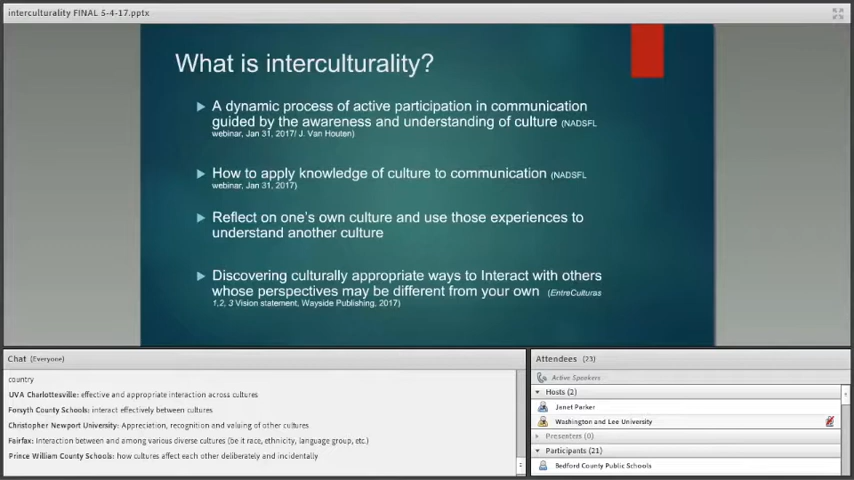 interculturality FINAL 5-4-17.pptx
What is interculturality?
A dynamic process of active participation in communication
guided by the awareness and understanding of culture (NADSFL
webinar, Jan 31, 2017/ J. Van Houten)
How to apply knowledge of culture to communication (NADSFL
webinar, Jan 31, 2017)
Reflect on one's own culture and use those experiences to
understand another culture
Discovering culturally appropriate ways to Interact with others
whose perspectives may be different from your own (EntreCulturas
1,2, 3 Vision statement, Wayside Publishing, 2017)
Chat (Everyone)
country
UVA Charlottesville: effective and appropriate interaction across cultures
Forsyth County Schools: interact effectively between cultures
Christopher Newport University: Appreciation, recognition and valuing of other cultures
Fairfax: Interaction between and among various diverse cultures (be it race, ethnicity, language group, etc.)
Prince William County Schools: how cultures affect each other deliberately and incidentally
Attendees (23)
Active Speakers
Hosts (2)
Janet Parker
Washington and Lee University
Presenters (0)
Participants (21)
Bedford County Public Schools